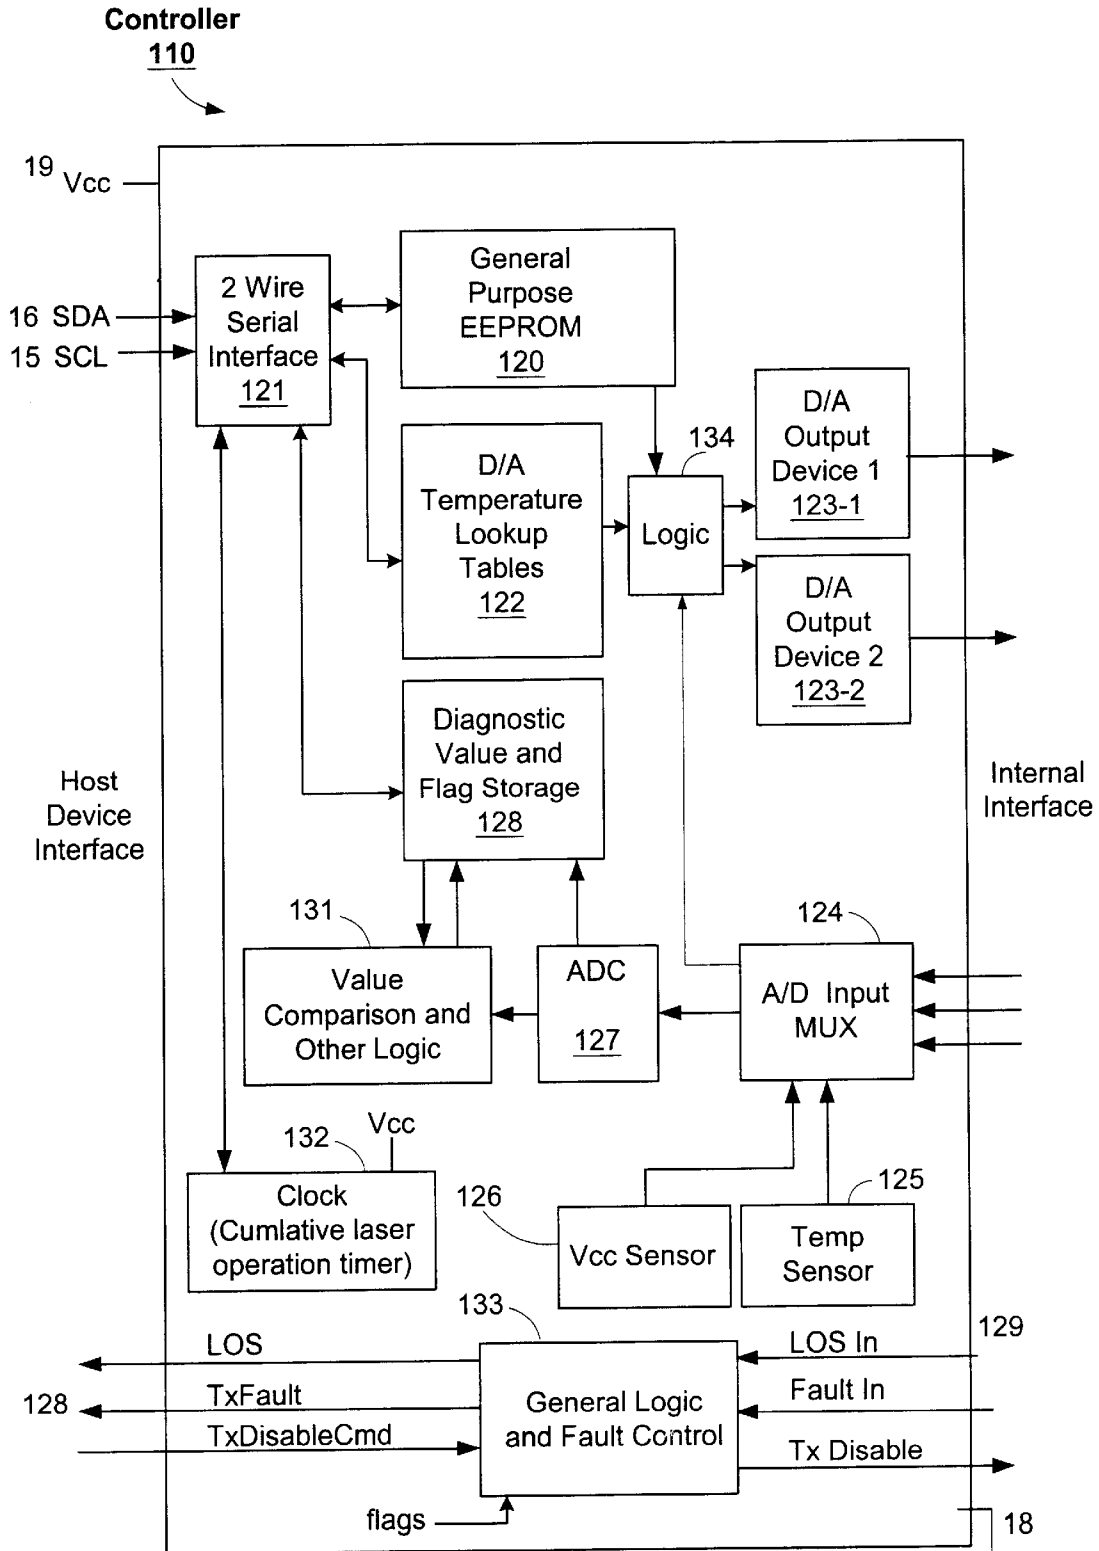 Controller
110
19 Vcc
16 SDA
15 SCL
2 Wire
Serial
Interface
121
General
Purpose
EEPROM
120
D/A
Temperature
Lookup
Tables
122
134
Logic
D/A
Output
Device 1
123-1
D/A
Output
Device 2
123-2
Diagnostic
Value and
Flag Storage
128
Host
Device
Interface
Internal
Interface
131
Value
Comparison and
Other Logic
ADC
127
124
A/D Input
MUX
132
Vcc
Clock
(Cumlative laser
operation timer)
126
Vcc Sensor
125
Temp
Sensor
133
General Logic
and Fault Control
LOS
TxFault
128
TxDisableCmd
flags
LOS In
129
Fault In
Tx Disable
18